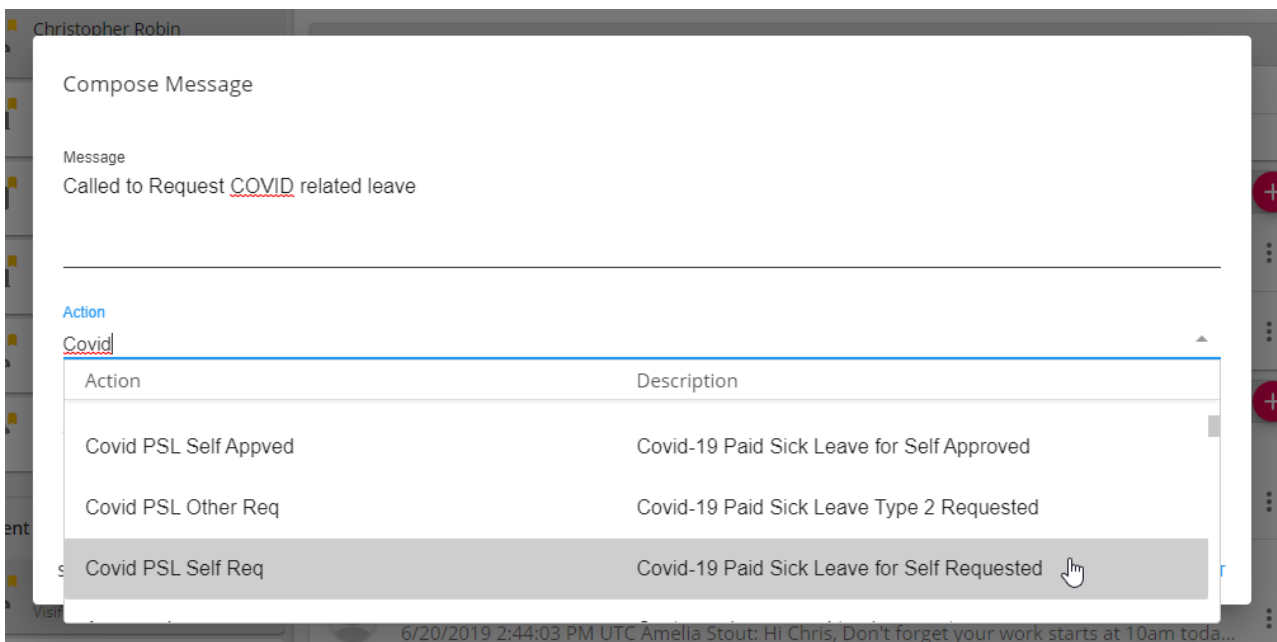 Christopher Robin
Compose Message
Message
Called to Request COVID related leave
Action
Covid
Action Description
Covid PSL Self Appved Covid-19 Paid Sick Leave for Self Approved
Covid PSL Other Req Covid-19 Paid Sick Leave Type 2 Requested
ent
Covid PSL Self Req Covid-19 Paid Sick Leave for Self Requested
6/20/2019 2:44:03 PM UTC Amelia Stout: Hi Chris, Don't forget your work starts at 10am toda...